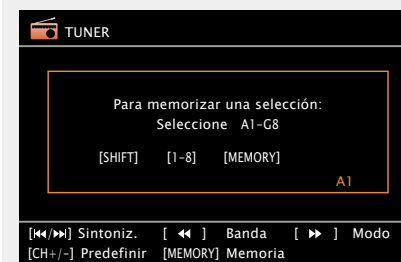 TUNER
Para memorizar una selección:
Seleccione A1-G8
[SHIFT] [1-8] [MEMORY]
A1
[⏮/⏭] Sintoniz. [ ◀◀ ] Banda [ ▶▶ ] Modo
[CH+/-] Predefinir [MEMORY] Memoria